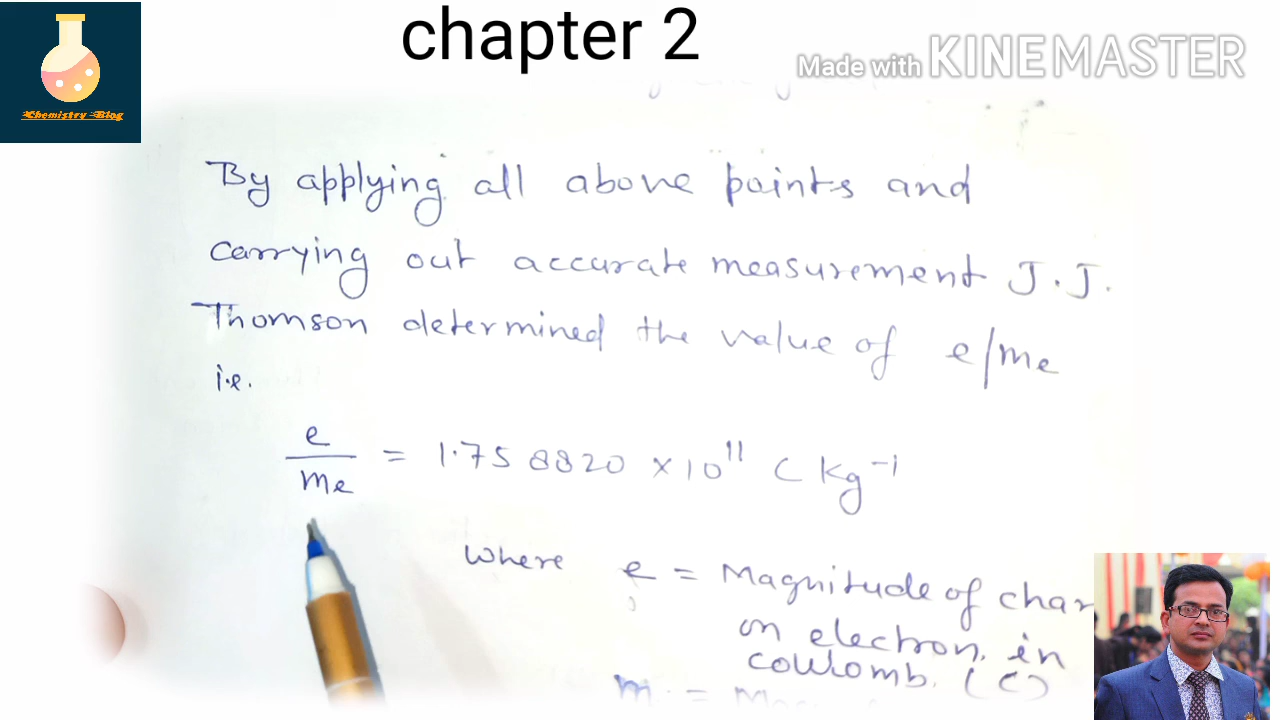 chapter 2
Made with KINEMASTER
Chemistry Blog
By applying all above points and
carrying out accurate measurement J.J.
Thomson determined the value of e/me
i.e.
e
me
= 1.758820 × 10¹¹ C kg⁻¹
where e = Magnitude of char
on electron, in
coulomb. (C)
m =